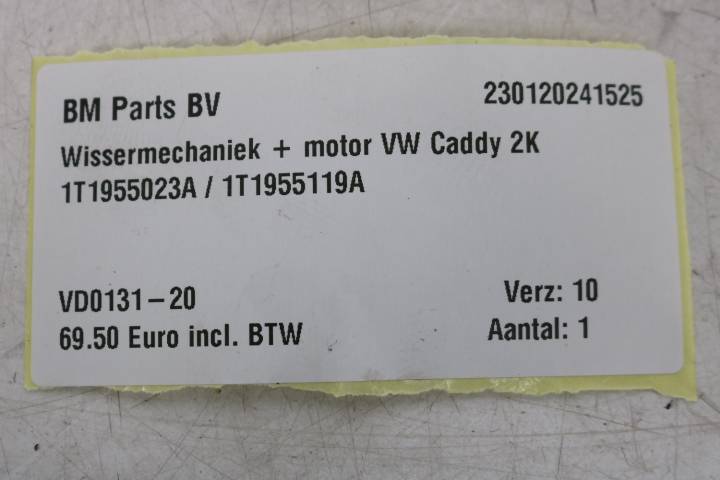 BM Parts BV 230120241525
Wissermechaniek + motor VW Caddy 2K
1T1955023A / 1T1955119A
VD0131-20 Verz: 10
69.50 Euro incl. BTW Aantal: 1